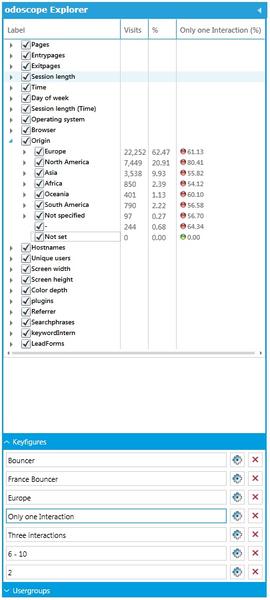 odoscope Explorer
Label Visits % Only one Interaction (%)
Pages
Entrypages
Exitpages
Session length
Time
Day of week
Session length (Time)
Operating system
Browser
Origin
Europe 22,252 62.47 61.13
North America 7,449 20.91 80.41
Asia 3,538 9.93 55.82
Africa 850 2.39 54.12
Oceania 401 1.13 60.10
South America 790 2.22 56.58
Not specified 97 0.27 56.70
- 244 0.68 64.34
Not set 0 0.00 0.00
Hostnames
Unique users
Screen width
Screen height
Color depth
plugins
Referrer
Searchphrases
keywordIntern
LeadForms
Keyfigures
Bouncer
France Bouncer
Europe
Only one Interaction
Three interactions
6 - 10
2
Usergroups